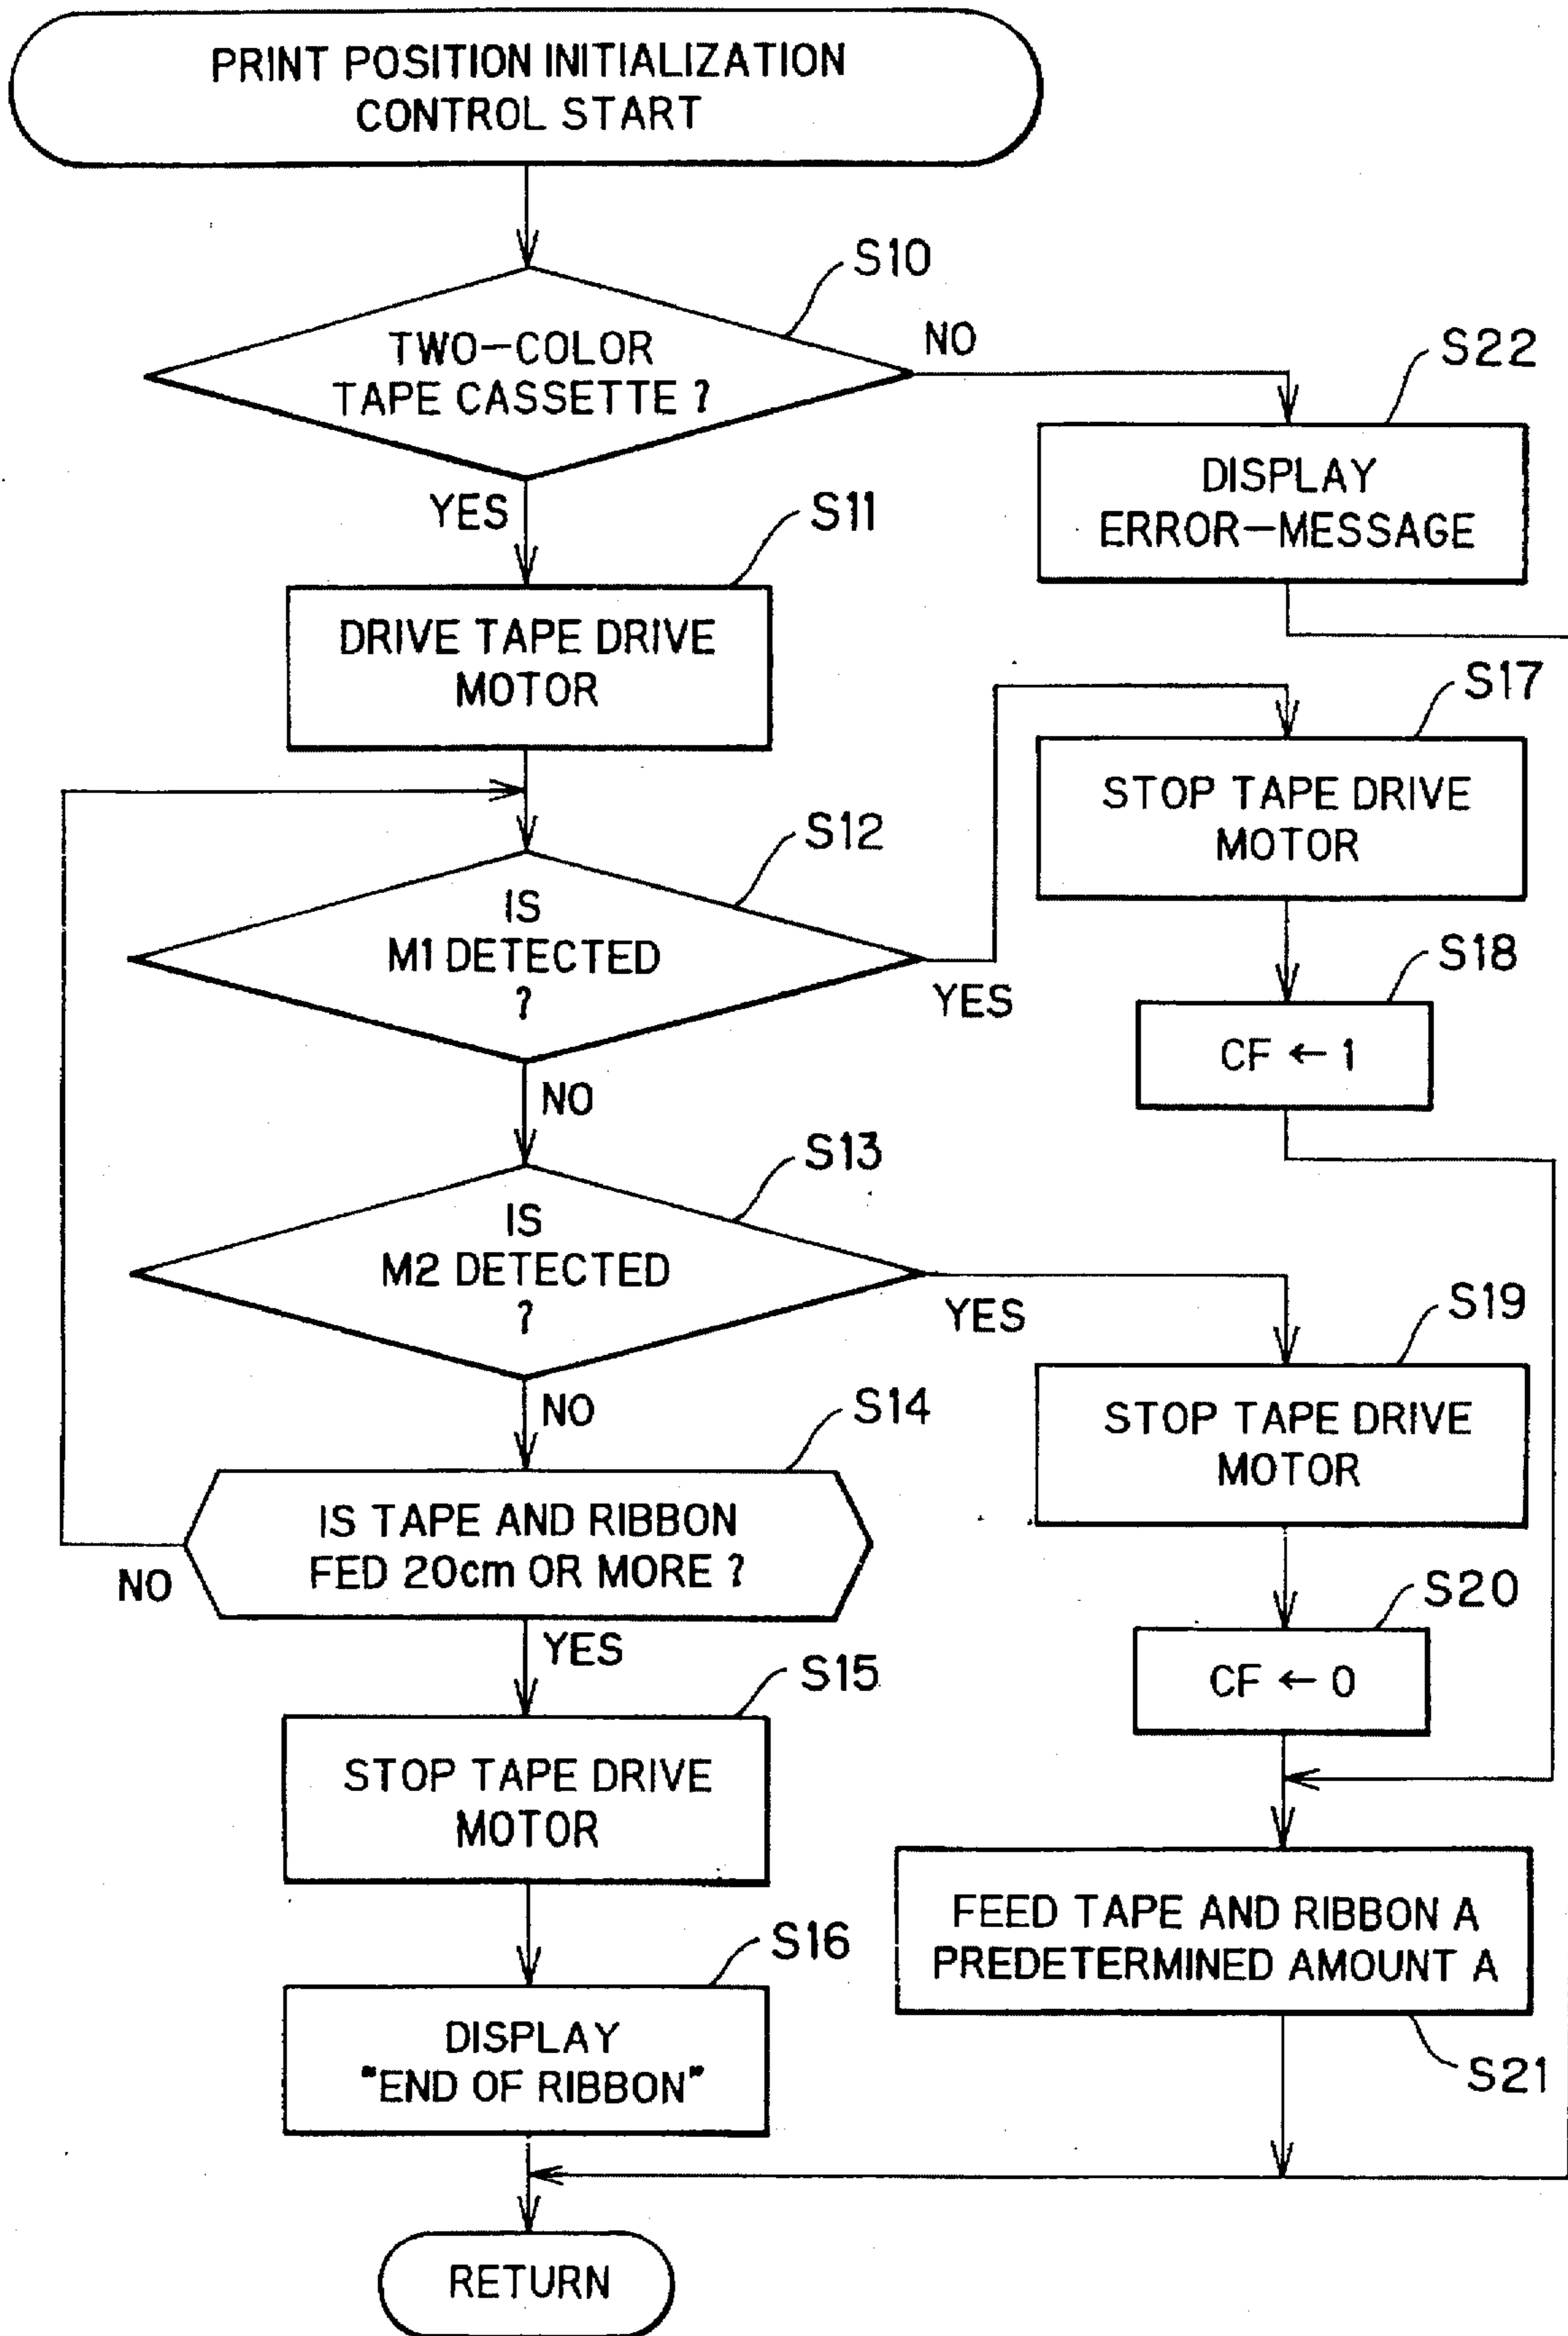 PRINT POSITION INITIALIZATION
CONTROL START
S10
TWO-COLOR
TAPE CASSETTE ?
NO
YES
S22
DISPLAY
ERROR-MESSAGE
S11
DRIVE TAPE DRIVE
MOTOR
S17
STOP TAPE DRIVE
MOTOR
S12
IS
M1 DETECTED
?
YES
NO
S18
CF ← 1
S13
IS
M2 DETECTED
?
YES
NO
S19
STOP TAPE DRIVE
MOTOR
S14
IS TAPE AND RIBBON
FED 20cm OR MORE ?
NO
YES
S20
CF ← 0
S15
STOP TAPE DRIVE
MOTOR
FEED TAPE AND RIBBON A
PREDETERMINED AMOUNT A
S21
S16
DISPLAY
"END OF RIBBON"
RETURN